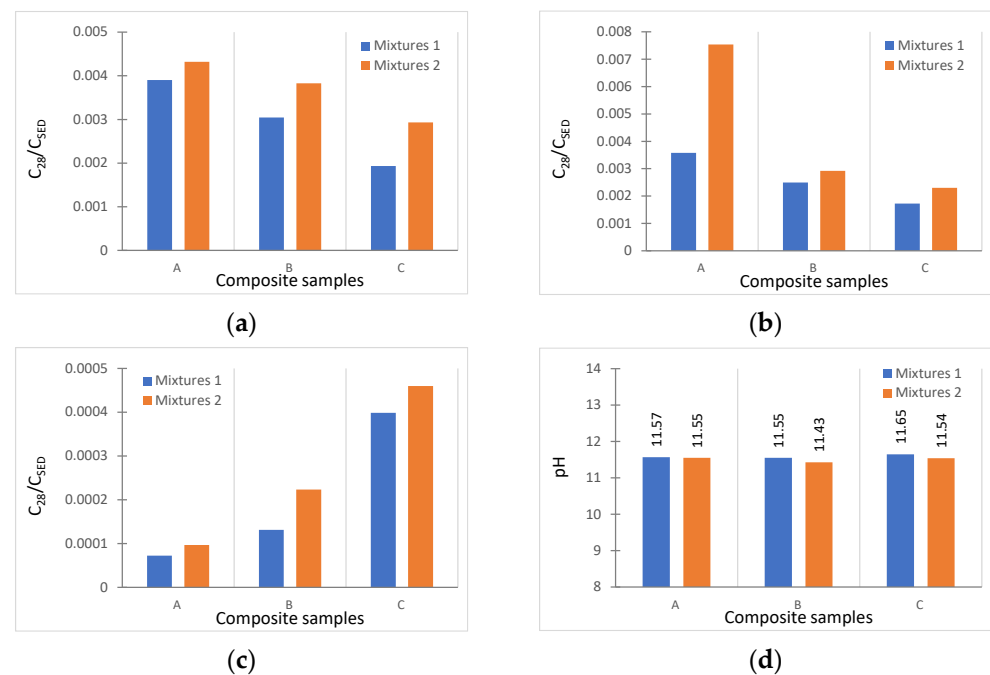 0.005
0.004
0.003
0.002
0.001
0
C28/CSED
Mixtures 1
Mixtures 2
A B C
Composite samples
(a)
0.008
0.007
0.006
0.005
0.004
0.003
0.002
0.001
0
C28/CSED
Mixtures 1
Mixtures 2
A B C
Composite samples
(b)
0.0005
0.0004
0.0003
0.0002
0.0001
0
C28/CSED
Mixtures 1
Mixtures 2
A B C
Composite samples
(c)
14
13
12
11
10
9
8
pH
Mixtures 1
Mixtures 2
11.57 11.55 11.55 11.43 11.65 11.54
A B C
Composite samples
(d)